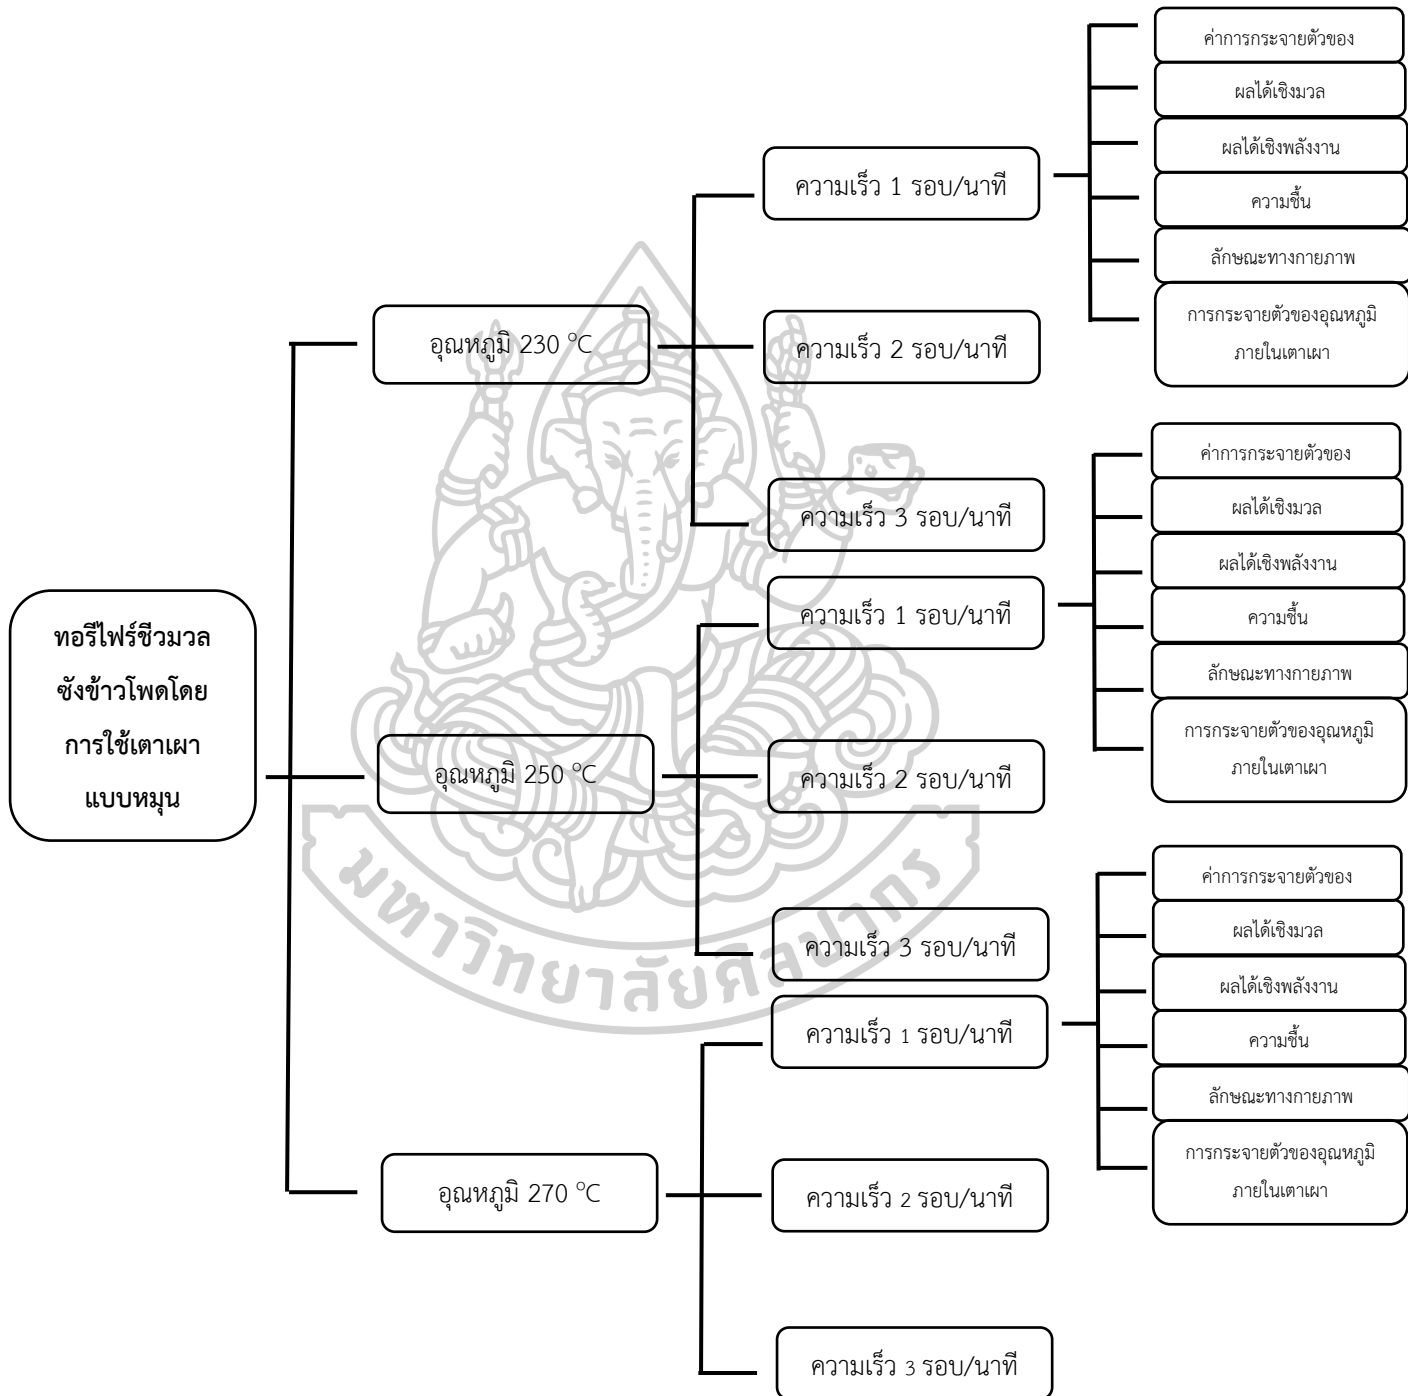 ทอรีไฟร์ชีวมวล
ซังข้าวโพดโดย
การใช้เตาเผา
แบบหมุน
อุณหภูมิ 230 °C
ความเร็ว 1 รอบ/นาที
ค่าการกระจายตัวของ
ผลได้เชิงมวล
ผลได้เชิงพลังงาน
ความชื้น
ลักษณะทางกายภาพ
การกระจายตัวของอุณหภูมิ
ภายในเตาเผา
ความเร็ว 2 รอบ/นาที
ความเร็ว 3 รอบ/นาที
อุณหภูมิ 250 °C
ความเร็ว 1 รอบ/นาที
ค่าการกระจายตัวของ
ผลได้เชิงมวล
ผลได้เชิงพลังงาน
ความชื้น
ลักษณะทางกายภาพ
การกระจายตัวของอุณหภูมิ
ภายในเตาเผา
ความเร็ว 2 รอบ/นาที
ความเร็ว 3 รอบ/นาที
อุณหภูมิ 270 °C
ความเร็ว 1 รอบ/นาที
ค่าการกระจายตัวของ
ผลได้เชิงมวล
ผลได้เชิงพลังงาน
ความชื้น
ลักษณะทางกายภาพ
การกระจายตัวของอุณหภูมิ
ภายในเตาเผา
ความเร็ว 2 รอบ/นาที
ความเร็ว 3 รอบ/นาที
มหาวิทยาลัยศิลปากร